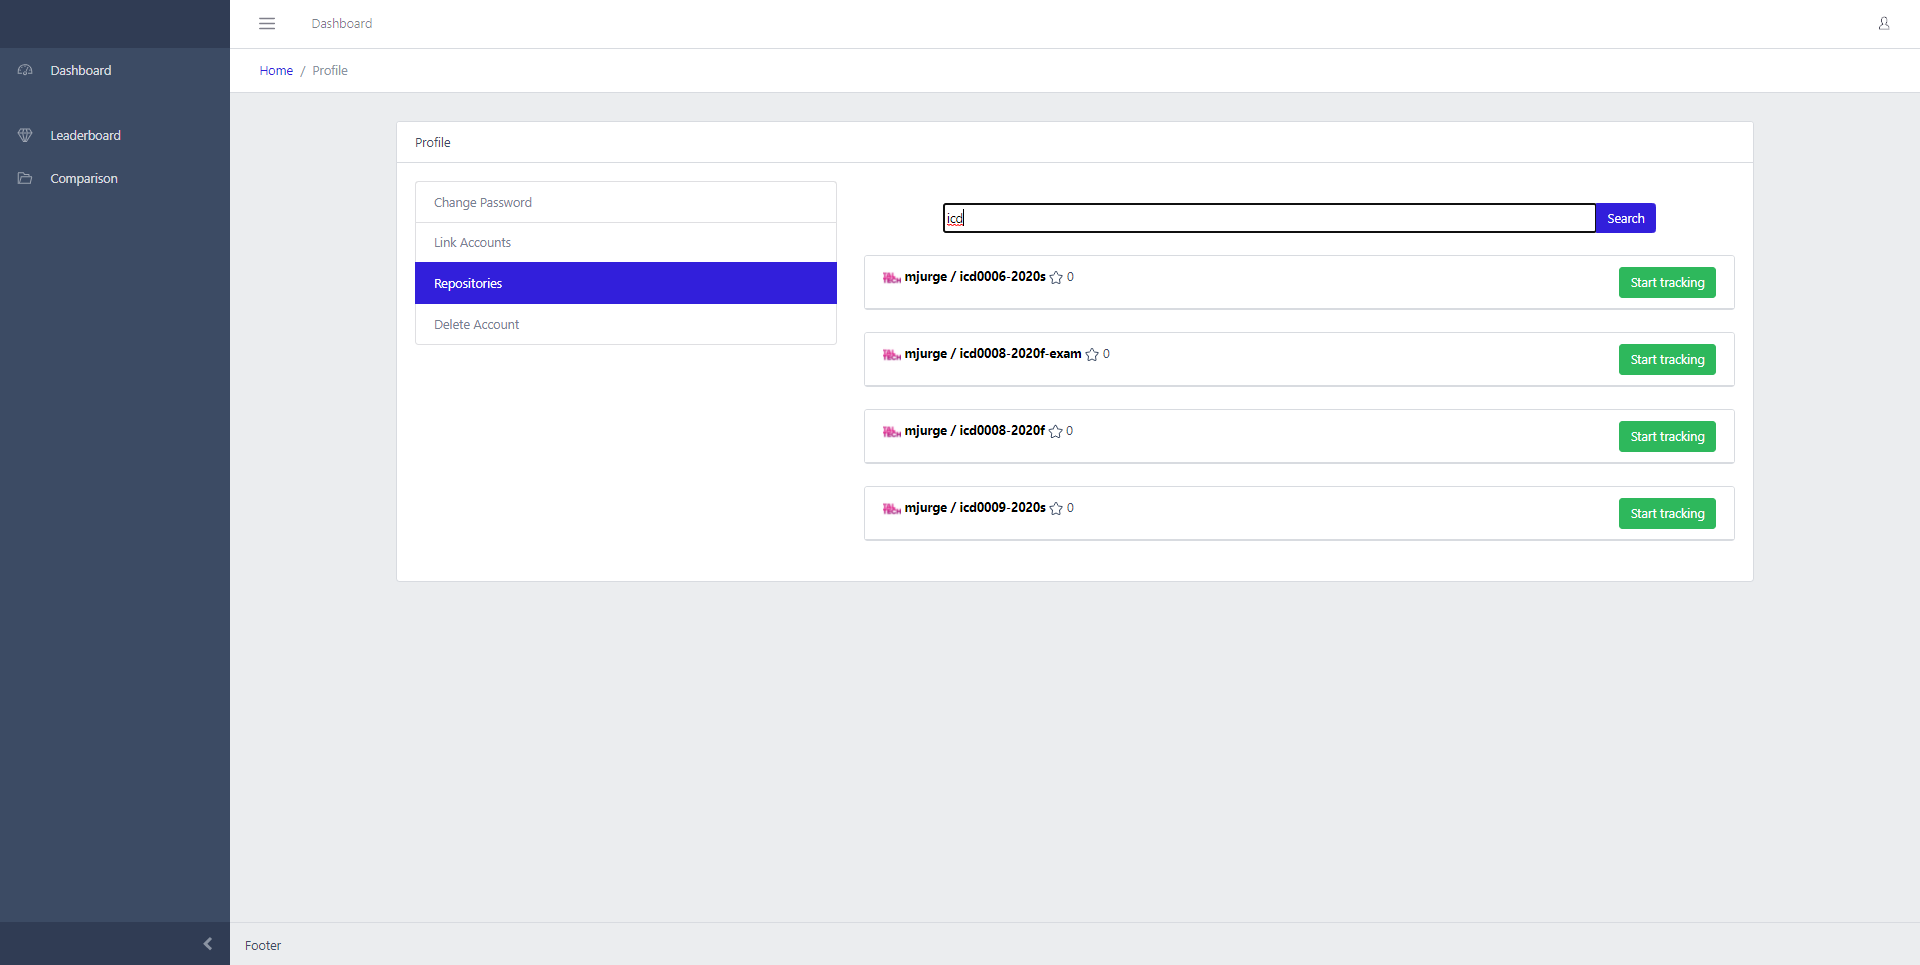 Dashboard
Dashboard
Leaderboard
Comparison
Home / Profile
Profile
Change Password
Link Accounts
Repositories
Delete Account
icd
Search
mjurge / icd0006-2020s 0
Start tracking
mjurge / icd0008-2020f-exam 0
Start tracking
mjurge / icd0008-2020f 0
Start tracking
mjurge / icd0009-2020s 0
Start tracking
Footer